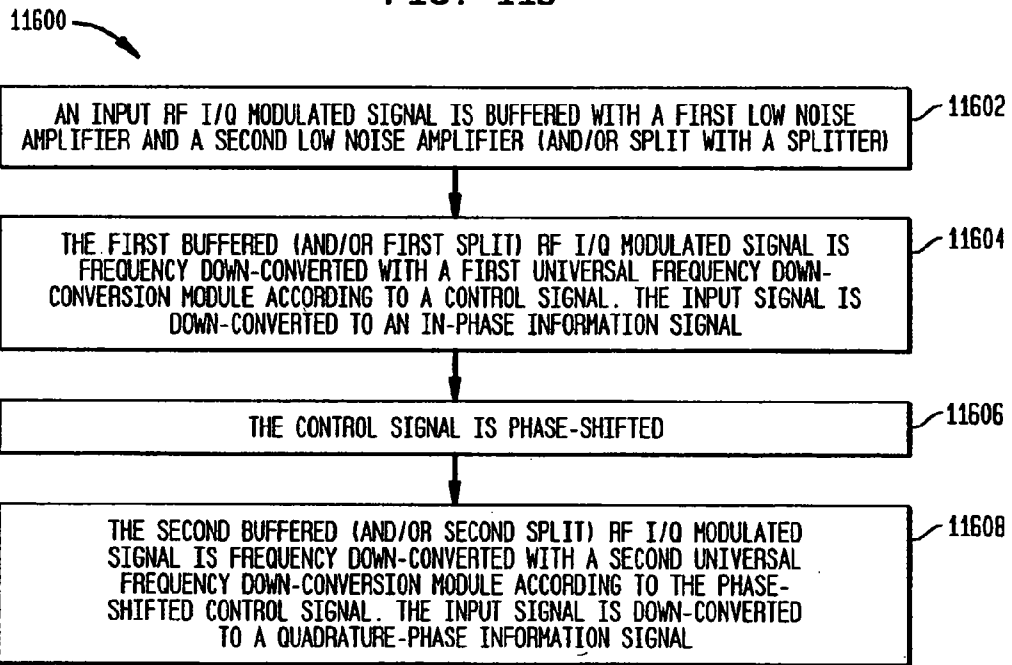 11600
AN INPUT RF I/Q MODULATED SIGNAL IS BUFFERED WITH A FIRST LOW NOISE
AMPLIFIER AND A SECOND LOW NOISE AMPLIFIER (AND/OR SPLIT WITH A SPLITTER)
11602
THE FIRST BUFFERED (AND/OR FIRST SPLIT) RF I/Q MODULATED SIGNAL IS
FREQUENCY DOWN-CONVERTED WITH A FIRST UNIVERSAL FREQUENCY DOWN-
CONVERSION MODULE ACCORDING TO A CONTROL SIGNAL. THE INPUT SIGNAL IS
DOWN-CONVERTED TO AN IN-PHASE INFORMATION SIGNAL
11604
THE CONTROL SIGNAL IS PHASE-SHIFTED
11606
THE SECOND BUFFERED (AND/OR SECOND SPLIT) RF I/Q MODULATED
SIGNAL IS FREQUENCY DOWN-CONVERTED WITH A SECOND UNIVERSAL
FREQUENCY DOWN-CONVERSION MODULE ACCORDING TO THE PHASE-
SHIFTED CONTROL SIGNAL. THE INPUT SIGNAL IS DOWN-CONVERTED
TO A QUADRATURE-PHASE INFORMATION SIGNAL
11608